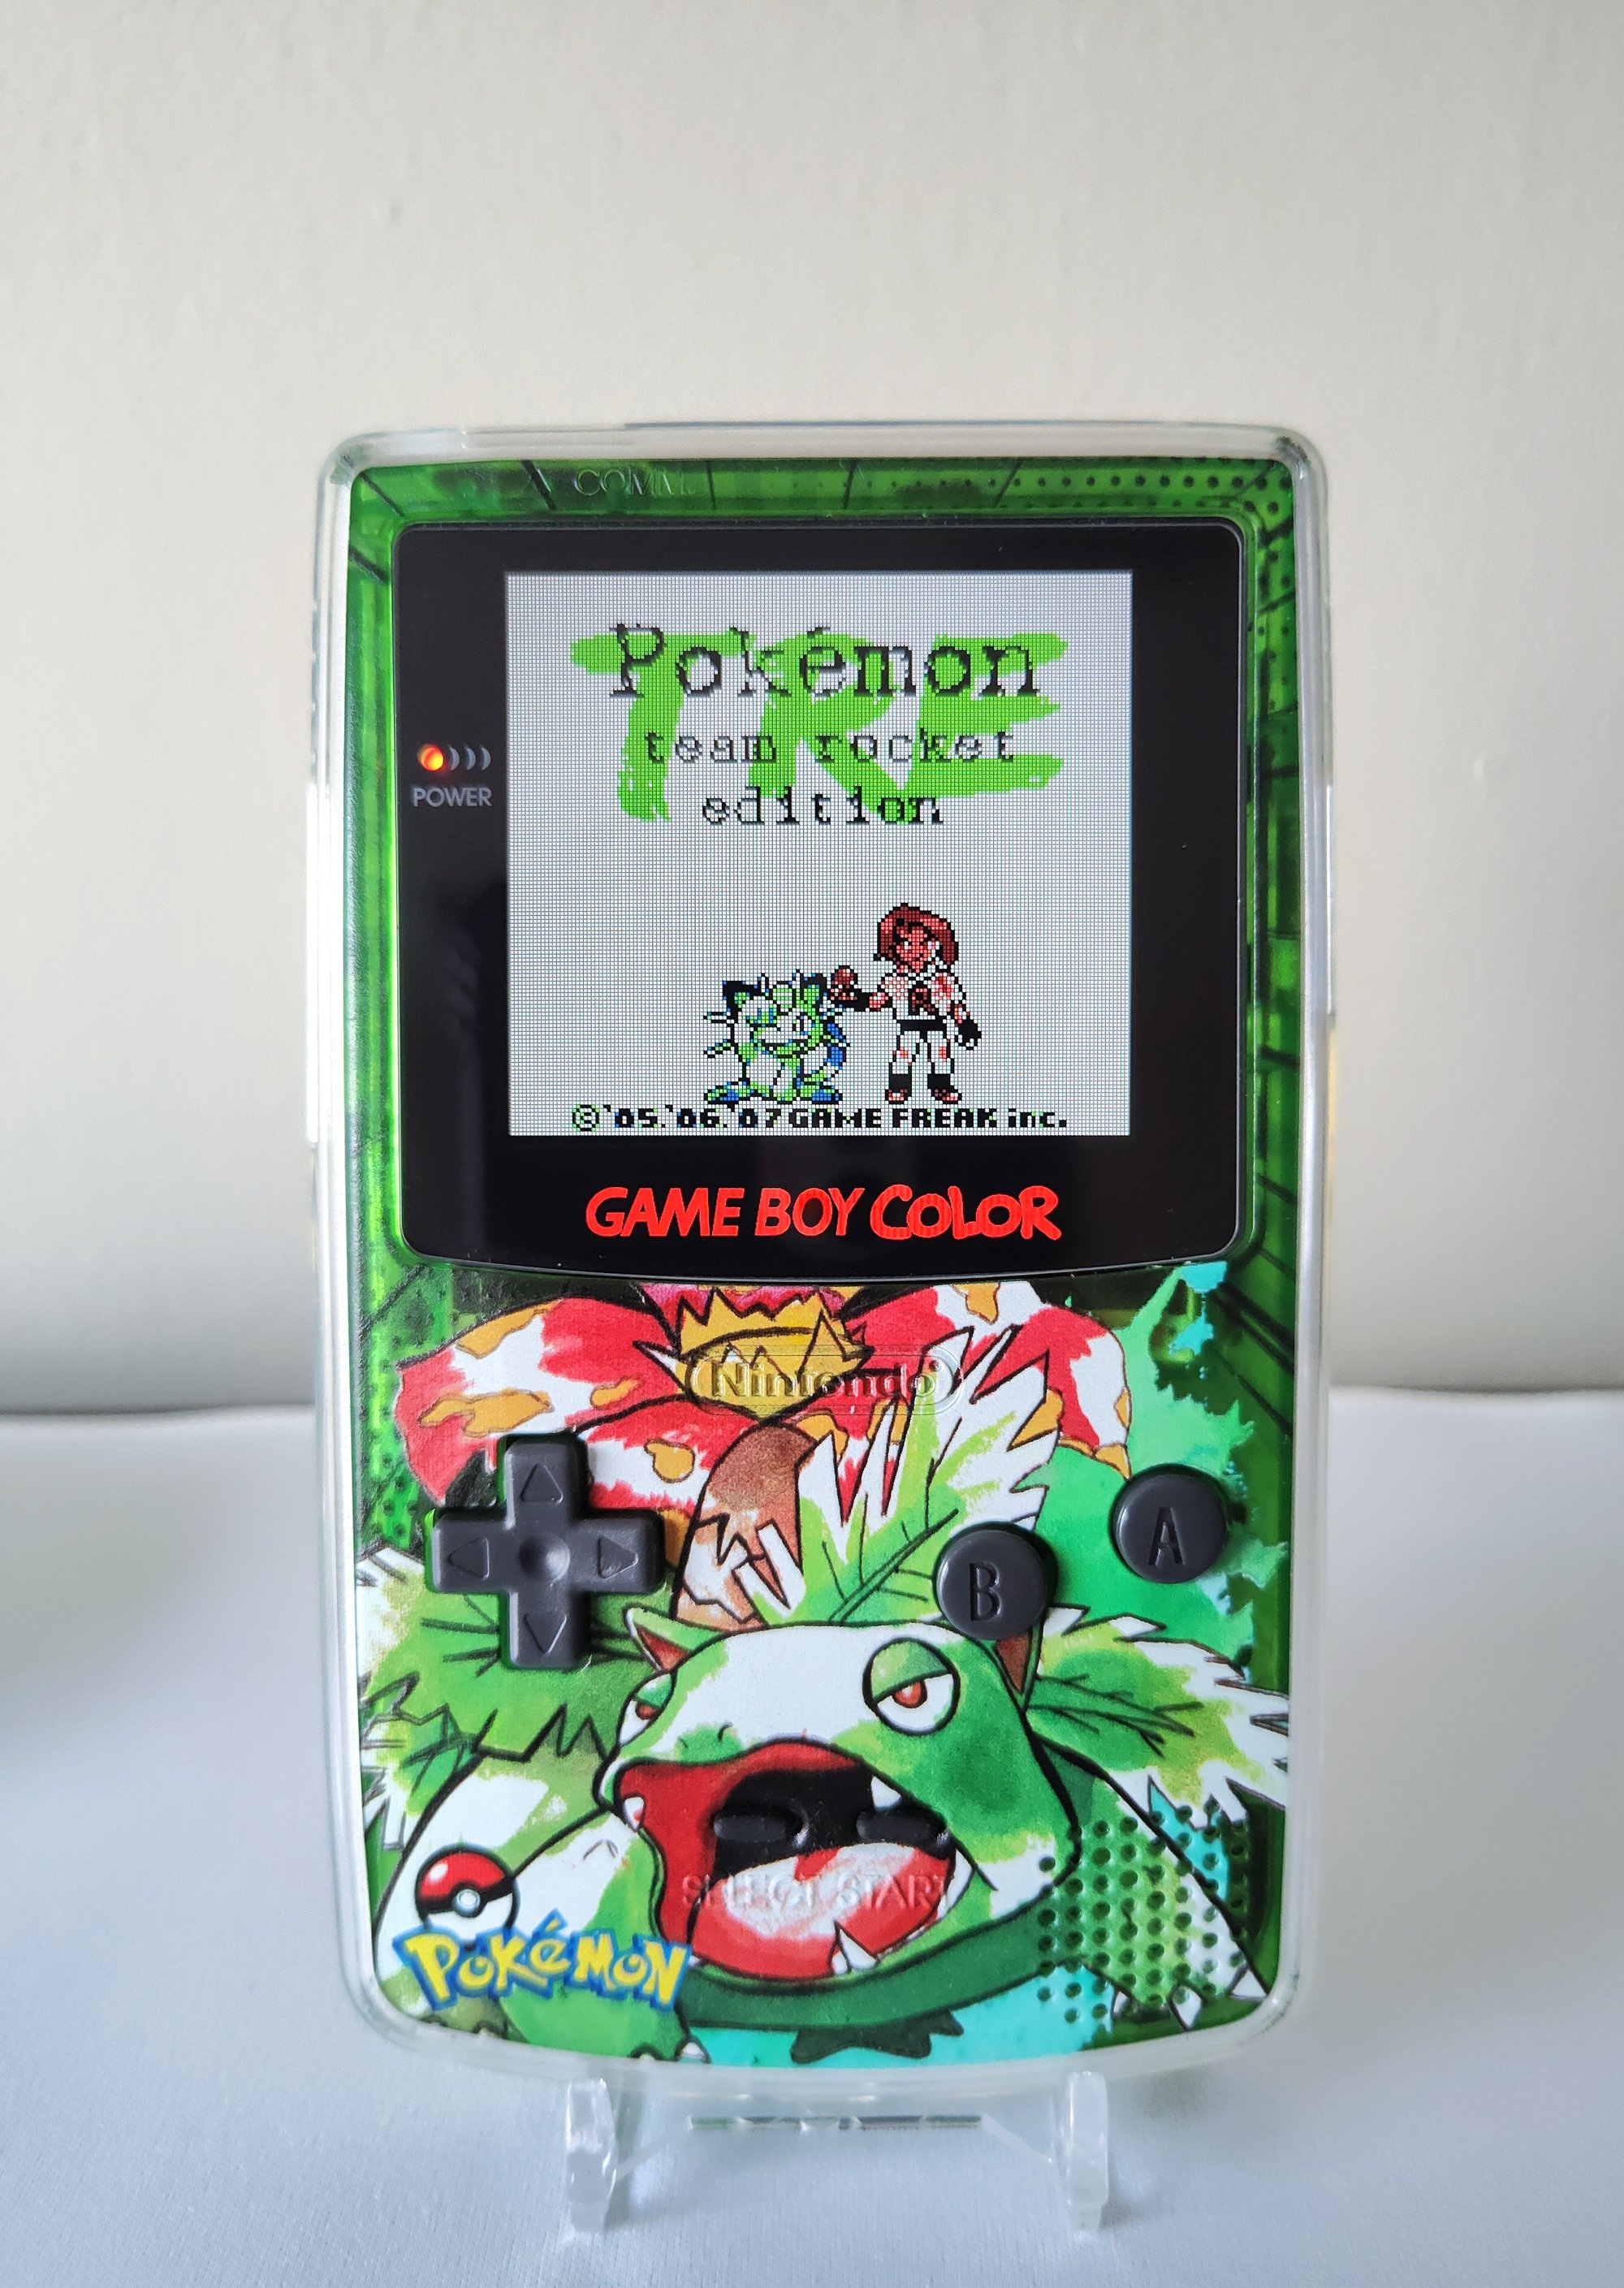 COMM.
Pokémon
TRE
team rocket
edition
POWER
©'05.'06.'07 GAME FREAK inc.
GAME BOY COLOR
Nintendo
A
B
SELECT START
POKéMON